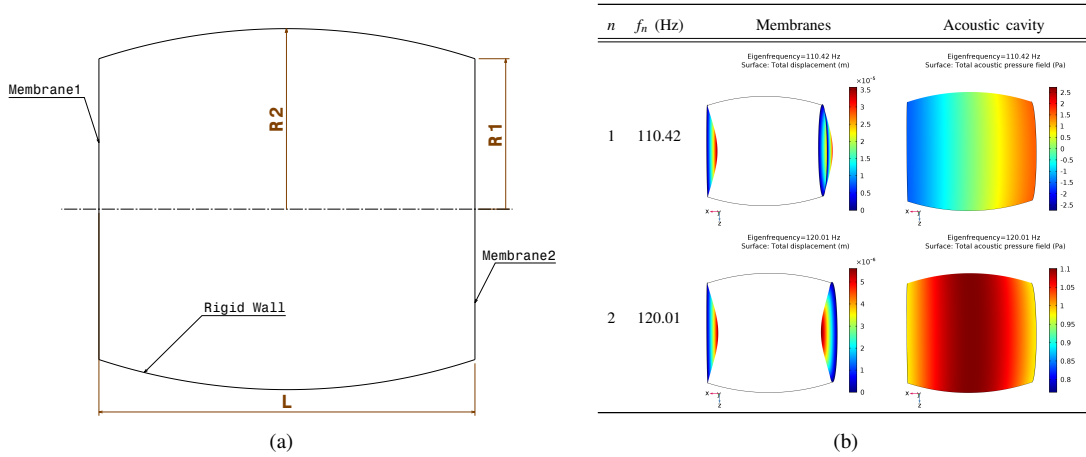 R2
R1
Membrane1
Membrane2
Rigid Wall
L
(a)
n f_n (Hz) Membranes Acoustic cavity
Eigenfrequency=110.42 Hz
Surface: Total displacement (m)
×10⁻⁵
3.5
3
2.5
2
1.5
1
0.5
0
x y
z
Eigenfrequency=110.42 Hz
Surface: Total acoustic pressure field (Pa)
2.5
2
1.5
1
0.5
0
-0.5
-1
-1.5
-2
-2.5
x y
z
1 110.42
Eigenfrequency=120.01 Hz
Surface: Total displacement (m)
×10⁻⁶
5
4
3
2
1
0
x y
z
Eigenfrequency=120.01 Hz
Surface: Total acoustic pressure field (Pa)
1.1
1.05
1
0.95
0.9
0.85
0.8
x y
z
2 120.01
(b)